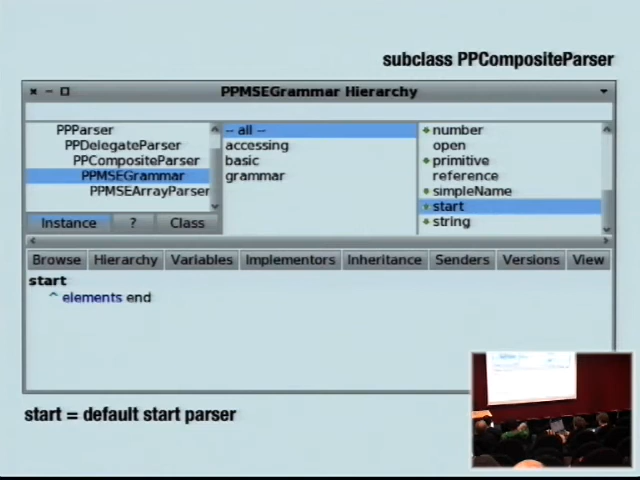 subclass PPCompositeParser
PPMSEGrammar Hierarchy
PPParser
PPDelegateParser
PPCompositeParser
PPMSEGrammar
PPMSEArrayParser
-- all --
accessing
basic
grammar
number
open
primitive
reference
simpleName
start
string
Instance ? Class
Browse Hierarchy Variables Implementors Inheritance Senders Versions View
start
^ elements end
start = default start parser